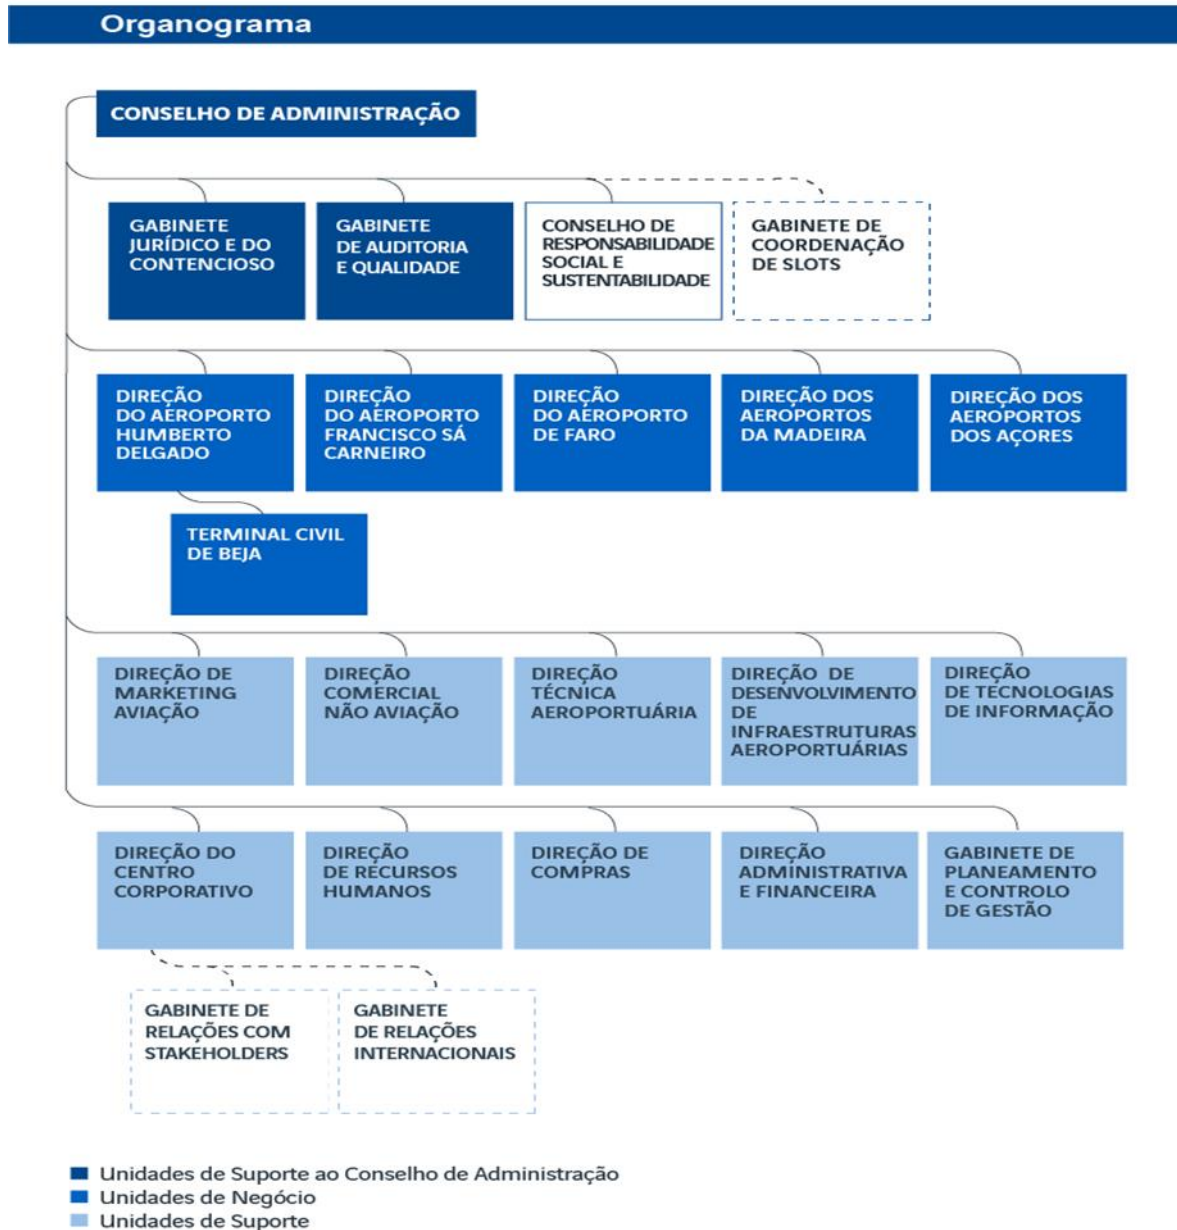 Organograma
CONSELHO DE ADMINISTRAÇÃO
GABINETE
JURÍDICO E DO
CONTENCIOSO
GABINETE
DE AUDITORIA
E QUALIDADE
CONSELHO DE
RESPONSABILIDADE
SOCIAL E
SUSTENTABILIDADE
GABINETE DE
COORDENAÇÃO
DE SLOTS
DIREÇÃO
DO AEROPORTO
HUMBERTO
DELGADO
DIREÇÃO
DO AEROPORTO
FRANCISCO SÁ
CARNEIRO
DIREÇÃO
DO AEROPORTO
DE FARO
DIREÇÃO DOS
AEROPORTOS
DA MADEIRA
DIREÇÃO DOS
AEROPORTOS
DOS AÇORES
TERMINAL CIVIL
DE BEJA
DIREÇÃO DE
MARKETING
AVIAÇÃO
DIREÇÃO
COMERCIAL
NÃO AVIAÇÃO
DIREÇÃO
TÉCNICA
AEROPORTUÁRIA
DIREÇÃO DE
DESENVOLVIMENTO
DE
INFRAESTRUTURAS
AEROPORTUÁRIAS
DIREÇÃO
DE TECNOLOGIAS
DE INFORMAÇÃO
DIREÇÃO DO
CENTRO
CORPORATIVO
DIREÇÃO
DE RECURSOS
HUMANOS
DIREÇÃO DE
COMPRAS
DIREÇÃO
ADMINISTRATIVA
E FINANCEIRA
GABINETE DE
PLANEAMENTO
E CONTROLO
DE GESTÃO
GABINETE DE
RELAÇÕES COM
STAKEHOLDERS
GABINETE
DE RELAÇÕES
INTERNACIONAIS
Unidades de Suporte ao Conselho de Administração
Unidades de Negócio
Unidades de Suporte